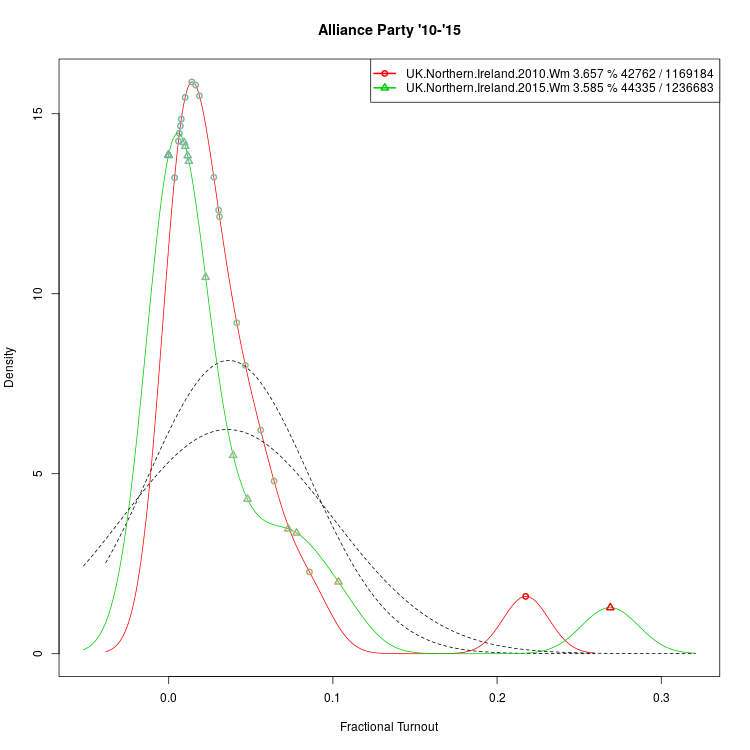 Alliance Party '10-'15
UK.Northern.Ireland.2010.Wm 3.657 % 42762 / 1169184
UK.Northern.Ireland.2015.Wm 3.585 % 44335 / 1236683
15
10
5
0
Density
0.0 0.1 0.2 0.3
Fractional Turnout